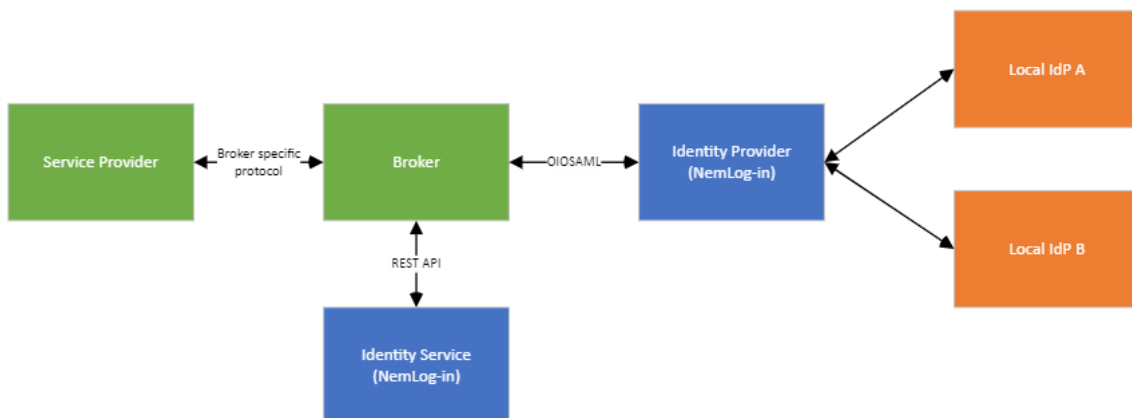 Local IdP A
Service Provider
Broker specific
protocol
Broker
OIOSAML
Identity Provider
(NemLog-in)
Local IdP B
REST API
Identity Service
(NemLog-in)